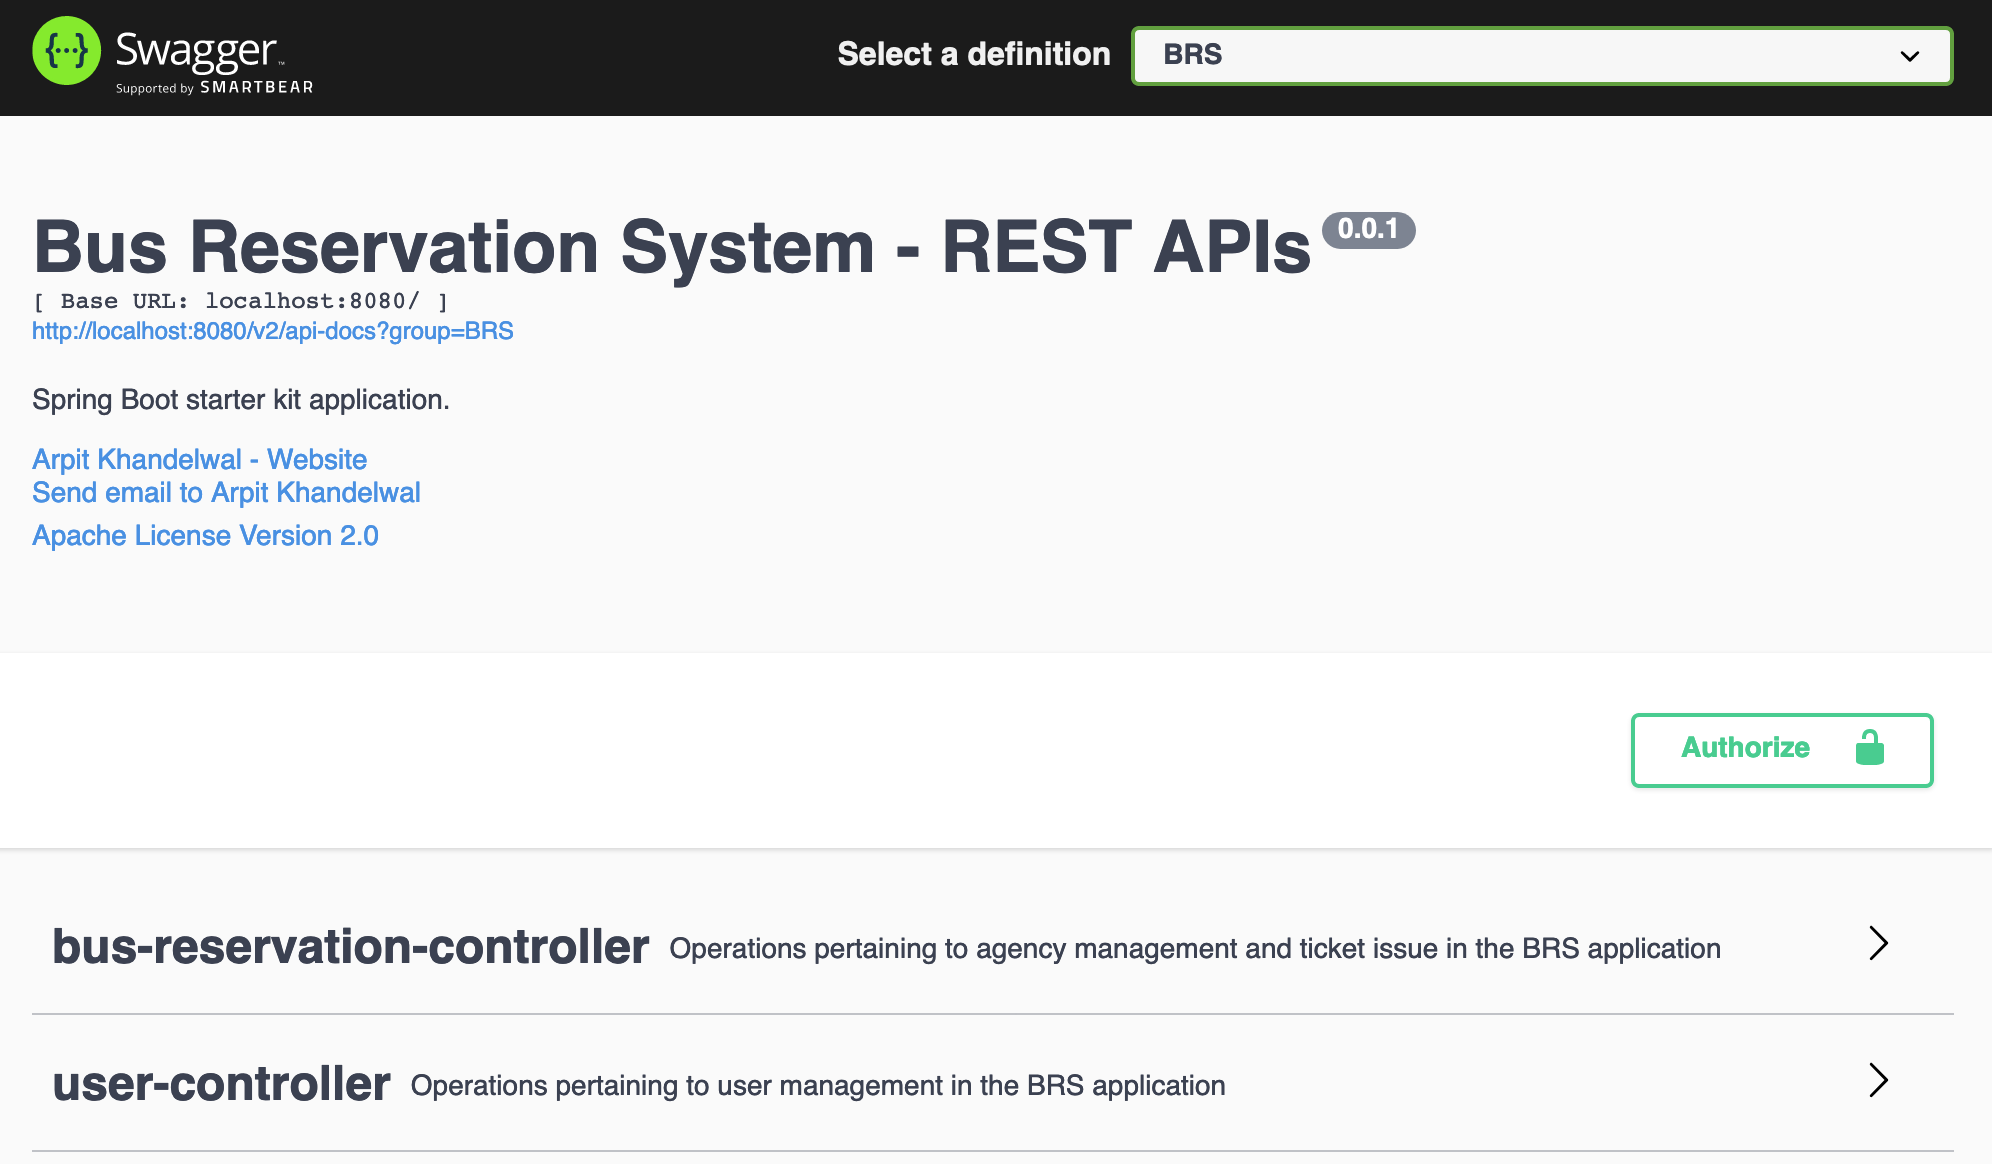 {...} Swagger™
Supported by SMARTBEAR
Select a definition
BRS
Bus Reservation System - REST APIs 0.0.1
[ Base URL: localhost:8080/ ]
http://localhost:8080/v2/api-docs?group=BRS
Spring Boot starter kit application.
Arpit Khandelwal - Website
Send email to Arpit Khandelwal
Apache License Version 2.0
Authorize
bus-reservation-controller Operations pertaining to agency management and ticket issue in the BRS application
user-controller Operations pertaining to user management in the BRS application